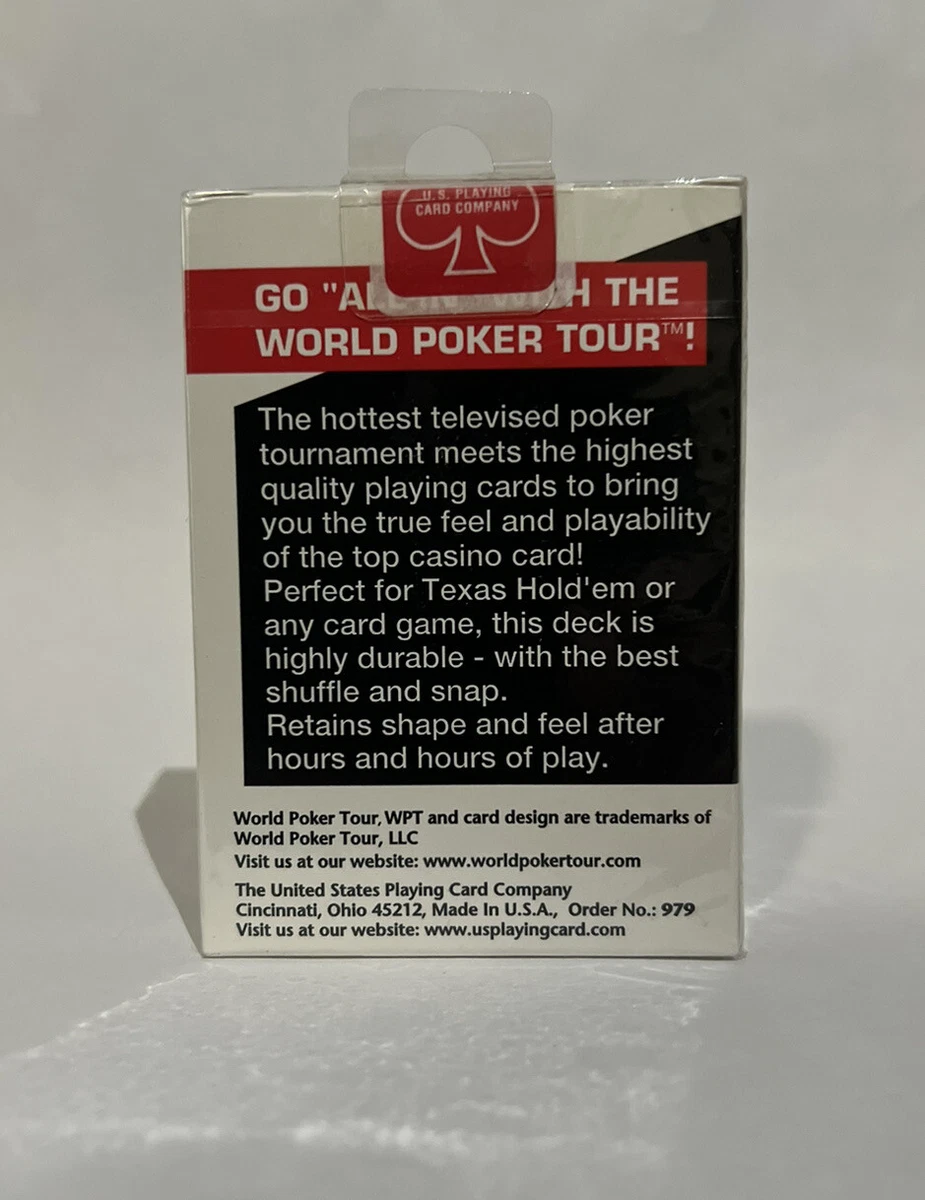 U.S. PLAYING
CARD COMPANY
GO "ALL IN" WITH THE
WORLD POKER TOUR™!
The hottest televised poker
tournament meets the highest
quality playing cards to bring
you the true feel and playability
of the top casino card!
Perfect for Texas Hold'em or
any card game, this deck is
highly durable - with the best
shuffle and snap.
Retains shape and feel after
hours and hours of play.
World Poker Tour, WPT and card design are trademarks of
World Poker Tour, LLC
Visit us at our website: www.worldpokertour.com
The United States Playing Card Company
Cincinnati, Ohio 45212, Made In U.S.A., Order No.: 979
Visit us at our website: www.usplayingcard.com